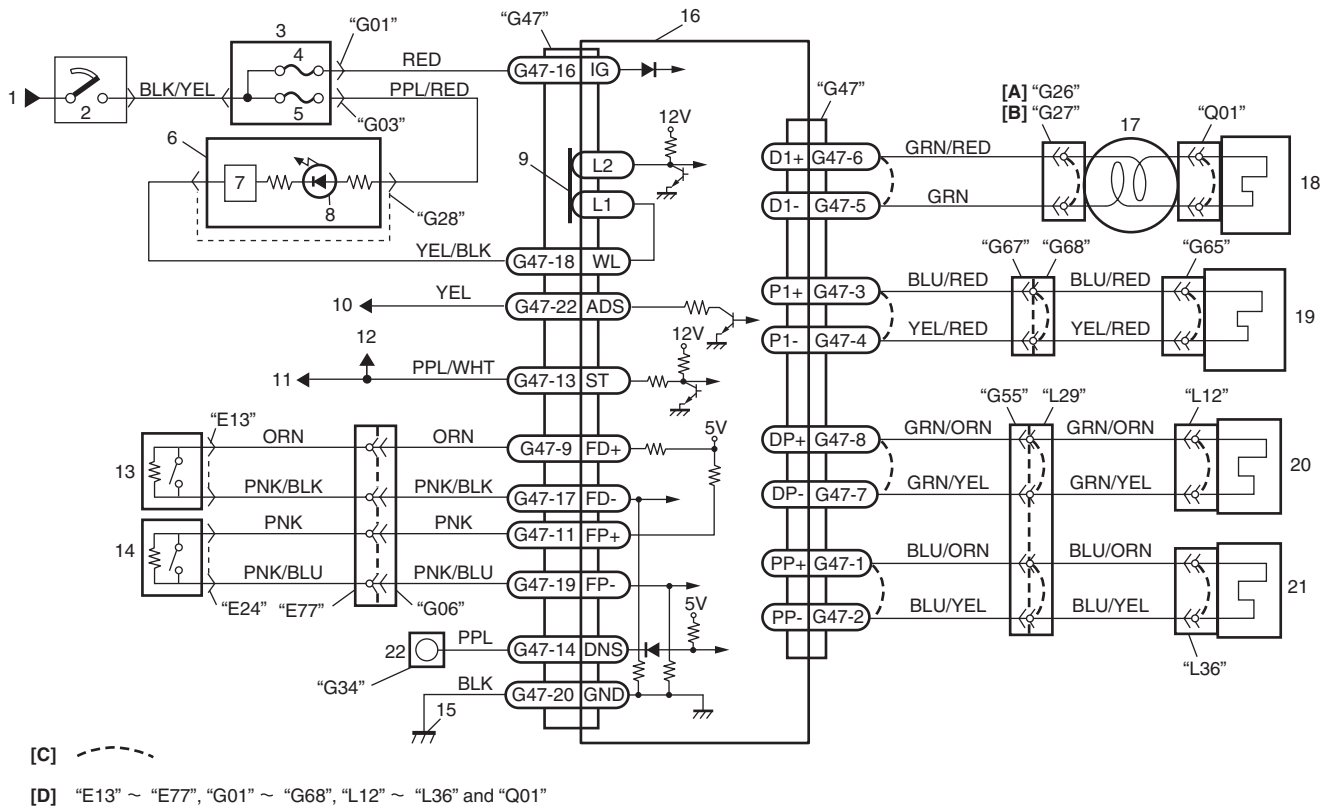 1
2
BLK/YEL
3
4
5
"G01"
RED
"G47"
16
G47-16 IG
PPL/RED
"G03"
6
7
8
"G28"
9
12V
L2
L1
YEL/BLK
G47-18 WL
10
YEL
G47-22 ADS
12
11
PPL/WHT
G47-13 ST
12V
13
"E13"
ORN
ORN
G47-9 FD+
5V
PNK/BLK
PNK/BLK
G47-17 FD-
14
PNK
PNK
G47-11 FP+
PNK/BLU
PNK/BLU
G47-19 FP-
"E24"
"E77"
"G06"
5V
22
PPL
G47-14 DNS
"G34"
BLK
G47-20 GND
15
"G47"
[A] "G26"
[B] "G27"
17
"Q01"
D1+ G47-6
GRN/RED
18
D1- G47-5
GRN
"G67"
"G68"
"G65"
P1+ G47-3
BLU/RED
BLU/RED
19
P1- G47-4
YEL/RED
YEL/RED
"G55"
"L29"
"L12"
DP+ G47-8
GRN/ORN
GRN/ORN
20
DP- G47-7
GRN/YEL
GRN/YEL
PP+ G47-1
BLU/ORN
BLU/ORN
21
PP- G47-2
BLU/YEL
BLU/YEL
"L36"
[C]
[D] "E13" ~ "E77", "G01" ~ "G68", "L12" ~ "L36" and "Q01"